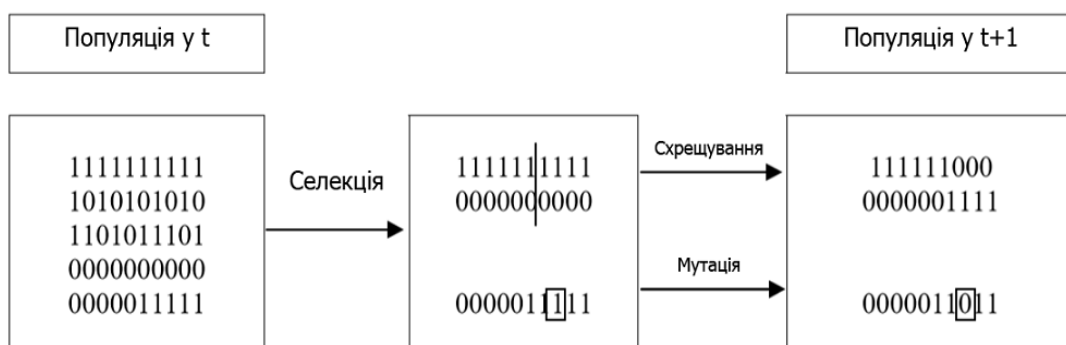 Популяція у t
Популяція у t+1
1111111111
1010101010
1101011101
0000000000
0000011111
Селекція
1111111111
0000000000
0000011111
Схрещування
Мутація
111111000
0000001111
0000011011